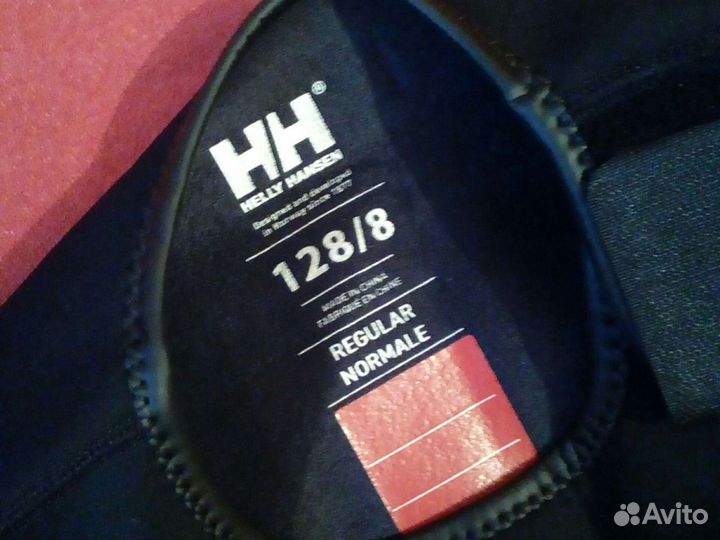 HH®
HELLY HANSEN
Designed and developed
in Norway since 1877
128/8
MADE IN CHINA
FABRIQUÉ EN CHINE
REGULAR
NORMALE
Avito